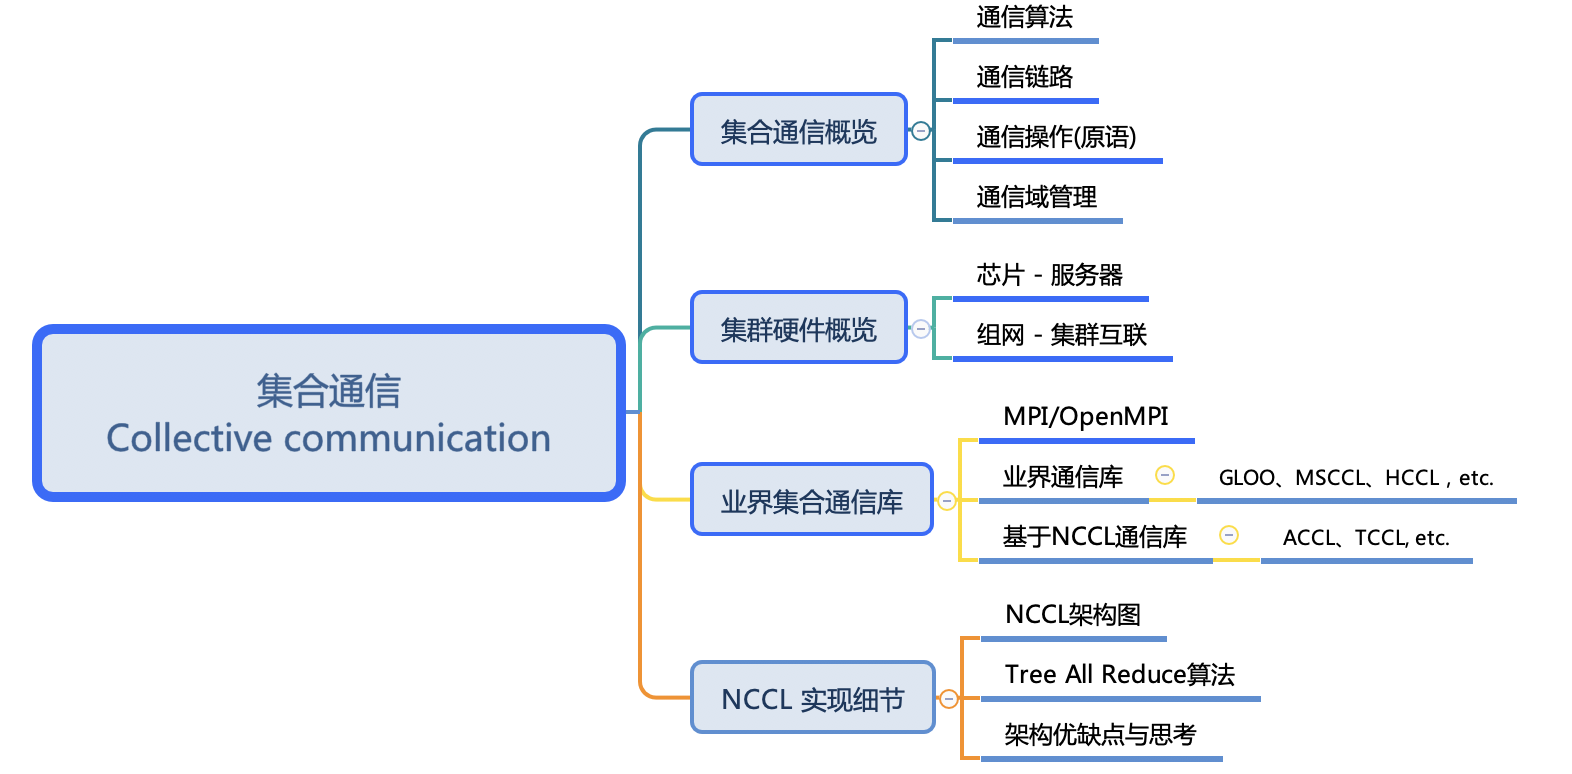 集合通信
Collective communication
集合通信概览
通信算法
通信链路
通信操作(原语)
通信域管理
集群硬件概览
芯片 - 服务器
组网 - 集群互联
业界集合通信库
MPI/OpenMPI
业界通信库
GLOO、MSCCL、HCCL，etc.
基于NCCL通信库
ACCL、TCCL, etc.
NCCL 实现细节
NCCL架构图
Tree All Reduce算法
架构优缺点与思考